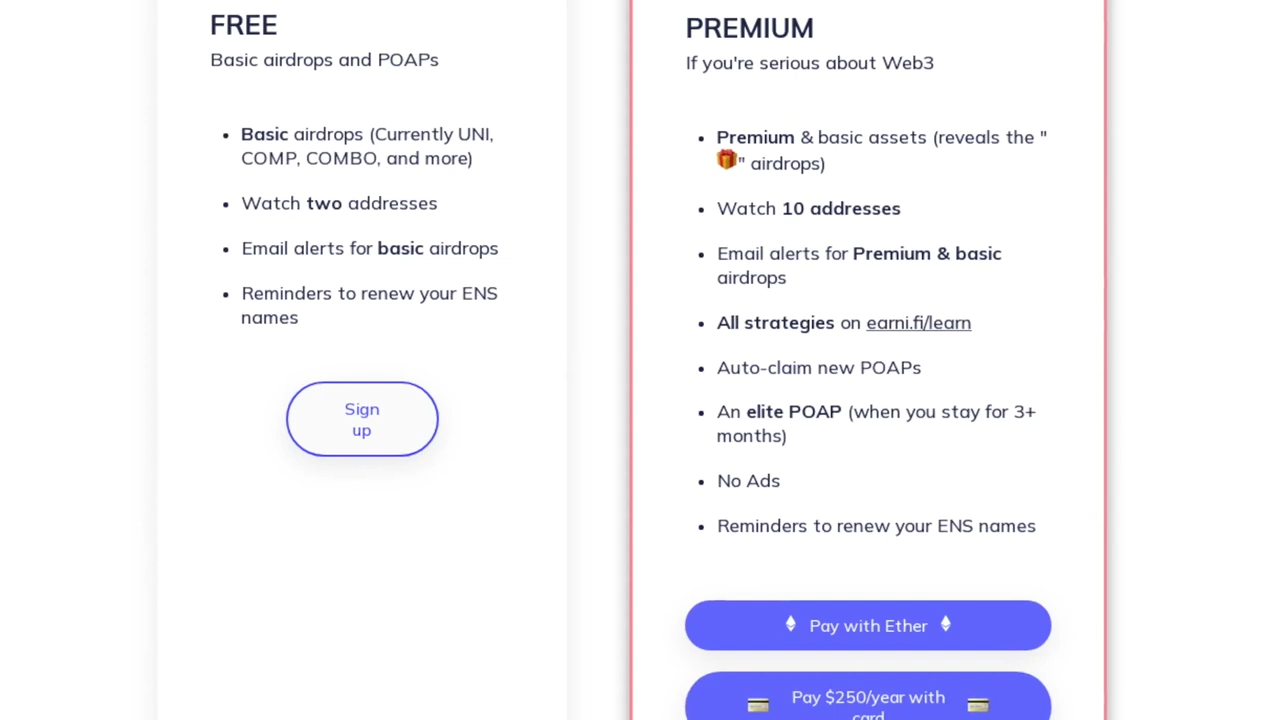 FREE
Basic airdrops and POAPs
Basic airdrops (Currently UNI,
COMP, COMBO, and more)
Watch two addresses
Email alerts for basic airdrops
Reminders to renew your ENS
names
Sign
up
PREMIUM
If you're serious about Web3
Premium & basic assets (reveals the "
🎁" airdrops)
Watch 10 addresses
Email alerts for Premium & basic
airdrops
All strategies on earni.fi/learn
Auto-claim new POAPs
An elite POAP (when you stay for 3+
months)
No Ads
Reminders to renew your ENS names
Pay with Ether
Pay $250/year with
card